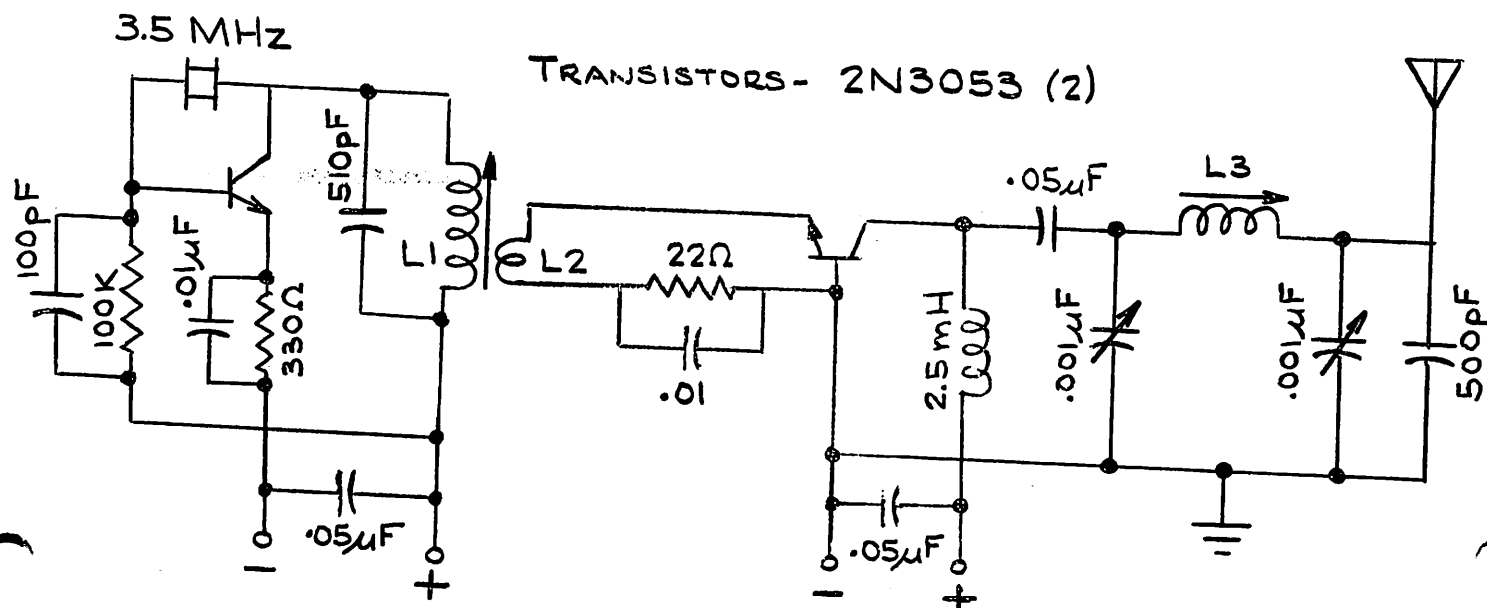 3.5 MHz
TRANSISTORS- 2N3053 (2)
100pF
100K
.01µF
330Ω
510pF
L1
L2
22Ω
.01
.05µF
2.5mH
.001µF
L3
.001µF
500pF
.05µF
.05µF
-
+
-
+